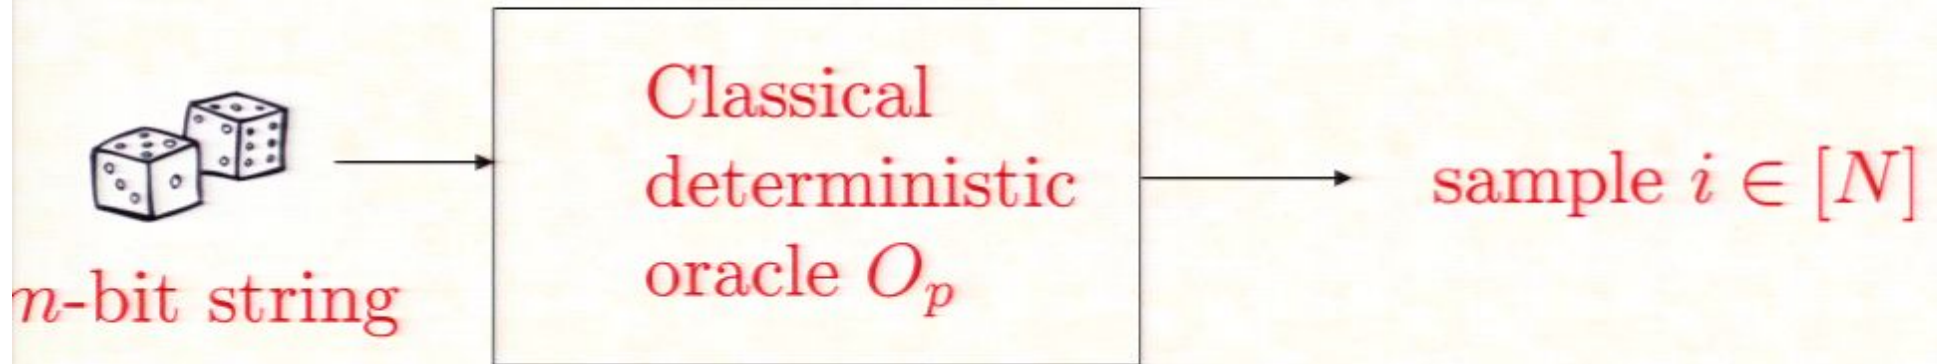 Classical
deterministic
oracle $O_p$
sample $i \in [N]$
n-bit string